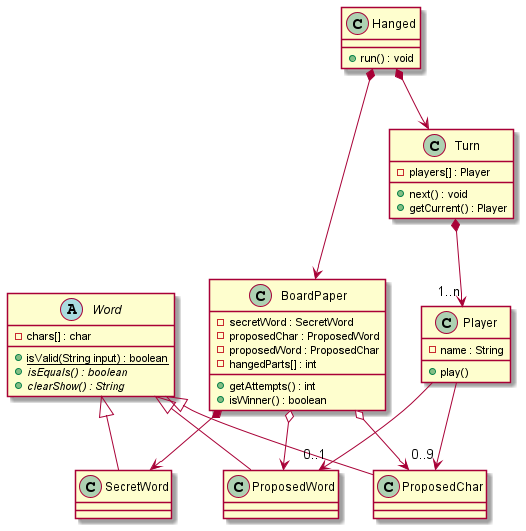 C Hanged
run() : void
C Turn
players[] : Player
next() : void
getCurrent() : Player
1..n
A Word
chars[] : char
isValid(String input) : boolean
isEquals() : boolean
clearShow() : String
C BoardPaper
secretWord : SecretWord
proposedChar : ProposedWord
proposedWord : ProposedChar
hangedParts[] : int
getAttempts() : int
isWinner() : boolean
C Player
name : String
play()
0..1
0..9
C SecretWord
C ProposedWord
C ProposedChar